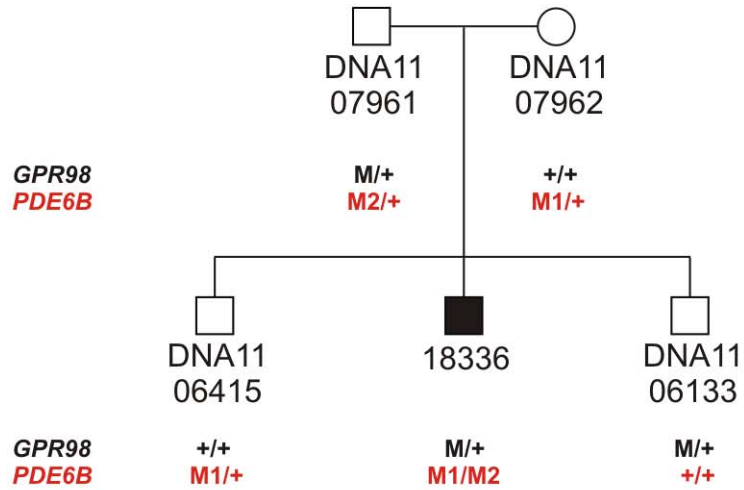 DNA11 DNA11
07961 07962
GPR98 M/+ +/+
PDE6B M2/+ M1/+
DNA11 18336 DNA11
06415 06133
GPR98 +/+ M/+ M/+
PDE6B M1/+ M1/M2 +/+